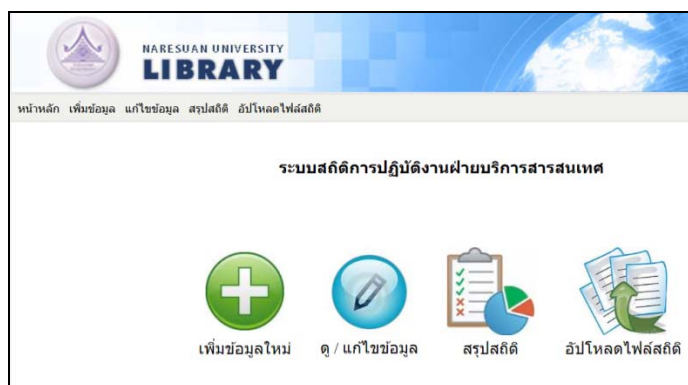 NARESUAN UNIVERSITY
LIBRARY
หน้าหลัก เพิ่มข้อมูล แก้ไขข้อมูล สรุปสถิติ อัปโหลดไฟล์สถิติ
ระบบสถิติการปฏิบัติงานฝ่ายบริการสารสนเทศ
เพิ่มข้อมูลใหม่ ดู / แก้ไขข้อมูล สรุปสถิติ อัปโหลดไฟล์สถิติ